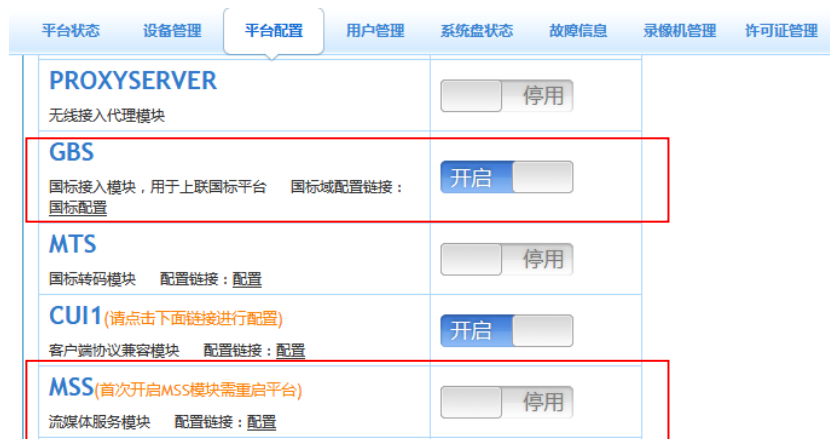 平台状态 设备管理 平台配置 用户管理 系统盘状态 故障信息 录像机管理 许可证管理
PROXYSERVER
无线接入代理模块
停用
GBS
国标接入模块，用于上联国标平台 国标域配置链接：
国标配置
开启
MTS
国标转码模块 配置链接：配置
停用
CUI1(请点击下面链接进行配置)
客户端协议兼容模块 配置链接：配置
开启
MSS(首次开启MSS模块需重启平台)
流媒体服务模块 配置链接：配置
停用